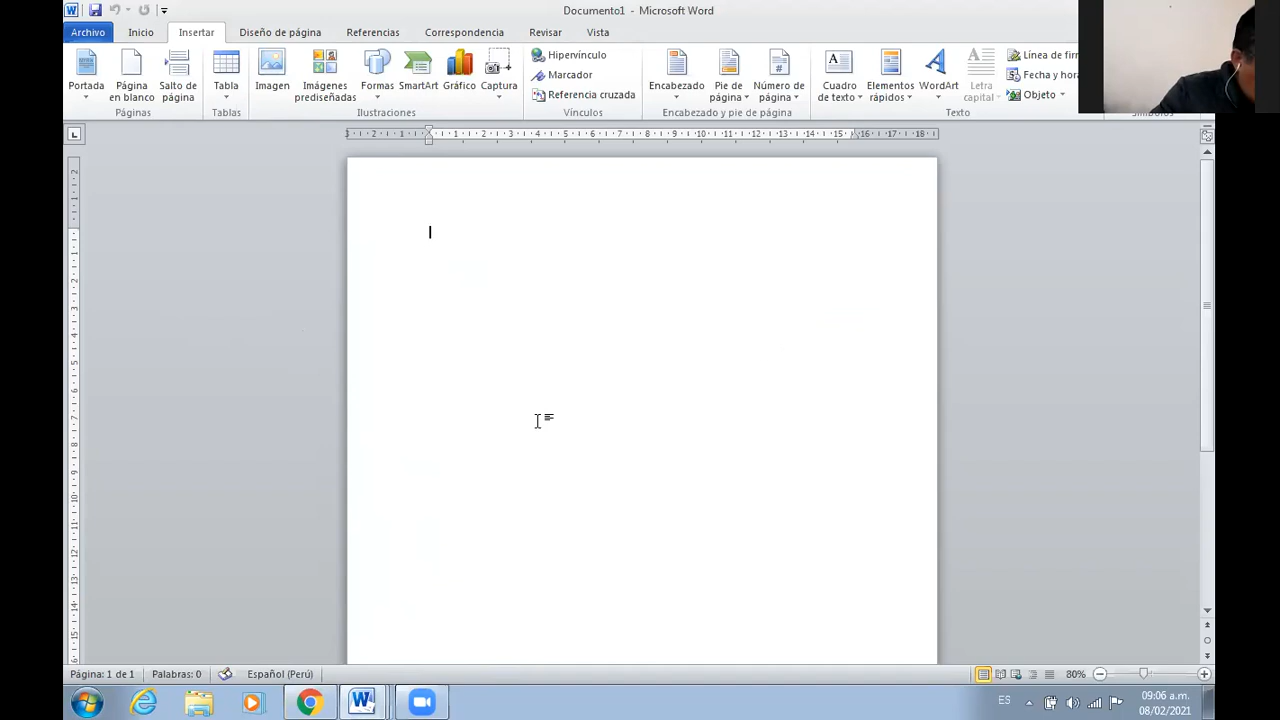 Documento1 - Microsoft Word
Archivo Inicio Insertar Diseño de página Referencias Correspondencia Revisar Vista
Portada
Página en blanco
Salto de página
Páginas
Tabla
Tablas
Imagen
Imágenes prediseñadas
Formas
SmartArt
Gráfico
Captura
Ilustraciones
Hipervínculo
Marcador
Referencia cruzada
Vínculos
Encabezado
Pie de página
Número de página
Encabezado y pie de página
Cuadro de texto
Elementos rápidos
WordArt
Letra capital
Línea de fir
Fecha y hora
Objeto
Texto
Página: 1 de 1 Palabras: 0 Español (Perú) 80%
ES 09:06 a.m.
08/02/2021